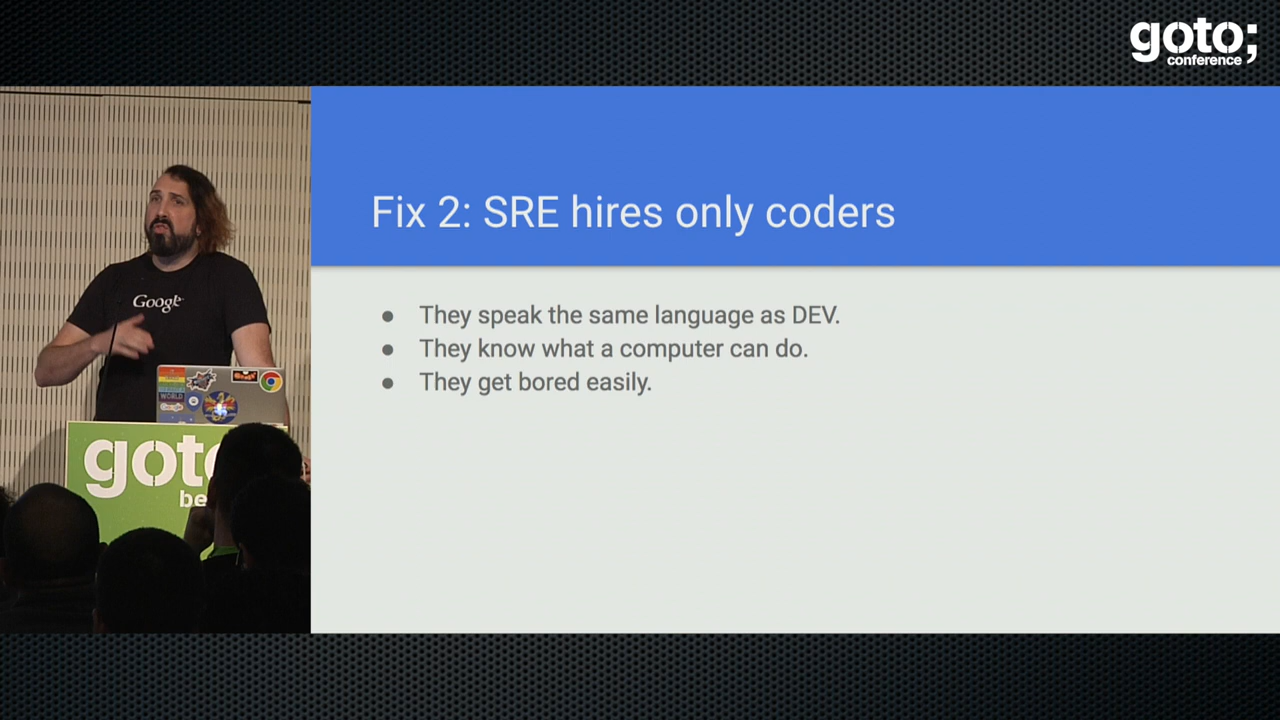 goto;
conference
Fix 2: SRE hires only coders
They speak the same language as DEV.
They know what a computer can do.
They get bored easily.
Google
WORLD
goto
be